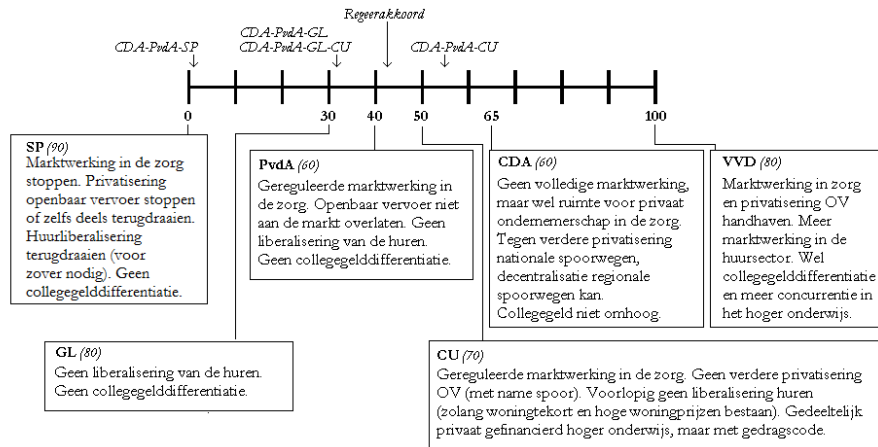 Regeerakkoord
CDA-PvdA-GL
CDA-PvdA-SP
CDA-PvdA-GL-CU
CDA-PvdA-CU
0
30
40
50
65
100
SP (90)
Marktwerking in de zorg
stoppen. Privatisering
openbaar vervoer stoppen
of zelfs deels terugdraaien.
Huurliberalisering
terugdraaien (voor
zover nodig). Geen
collegegelddifferentiatie.
PvdA (60)
Gereguleerde marktwerking in
de zorg. Openbaar vervoer niet
aan de markt overlaten. Geen
liberalisering van de huren.
Geen collegegelddifferentiatie.
CDA (60)
Geen volledige marktwerking,
maar wel ruimte voor privaat
ondernemerschap in de zorg.
Tegen verdere privatisering
nationale spoorwegen,
decentralisatie regionale
spoorwegen kan.
Collegegeld niet omhoog.
VVD (80)
Marktwerking in zorg
en privatisering OV
handhaven. Meer
marktwerking in de
huursector. Wel
collegegelddifferentiatie
en meer concurrentie in
het hoger onderwijs.
GL (80)
Geen liberalisering van de huren.
Geen collegegelddifferentiatie.
CU (70)
Gereguleerde marktwerking in de zorg. Geen verdere privatisering
OV (met name spoor). Voorlopig geen liberalisering huren
(zolang woningtekort en hoge woningprijzen bestaan). Gedeeltelijk
privaat gefinancierd hoger onderwijs, maar met gedragscode.